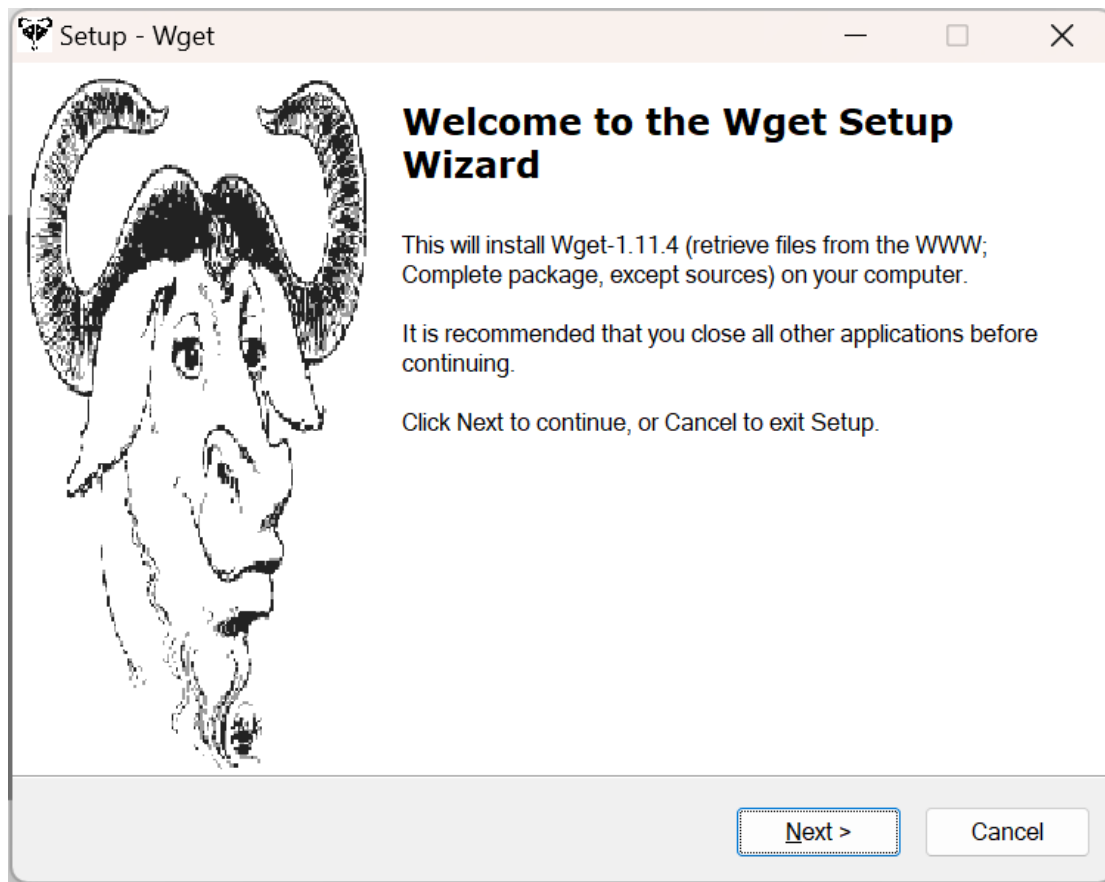 Setup - Wget
Welcome to the Wget Setup
Wizard
This will install Wget-1.11.4 (retrieve files from the WWW;
Complete package, except sources) on your computer.
It is recommended that you close all other applications before
continuing.
Click Next to continue, or Cancel to exit Setup.
Next >
Cancel